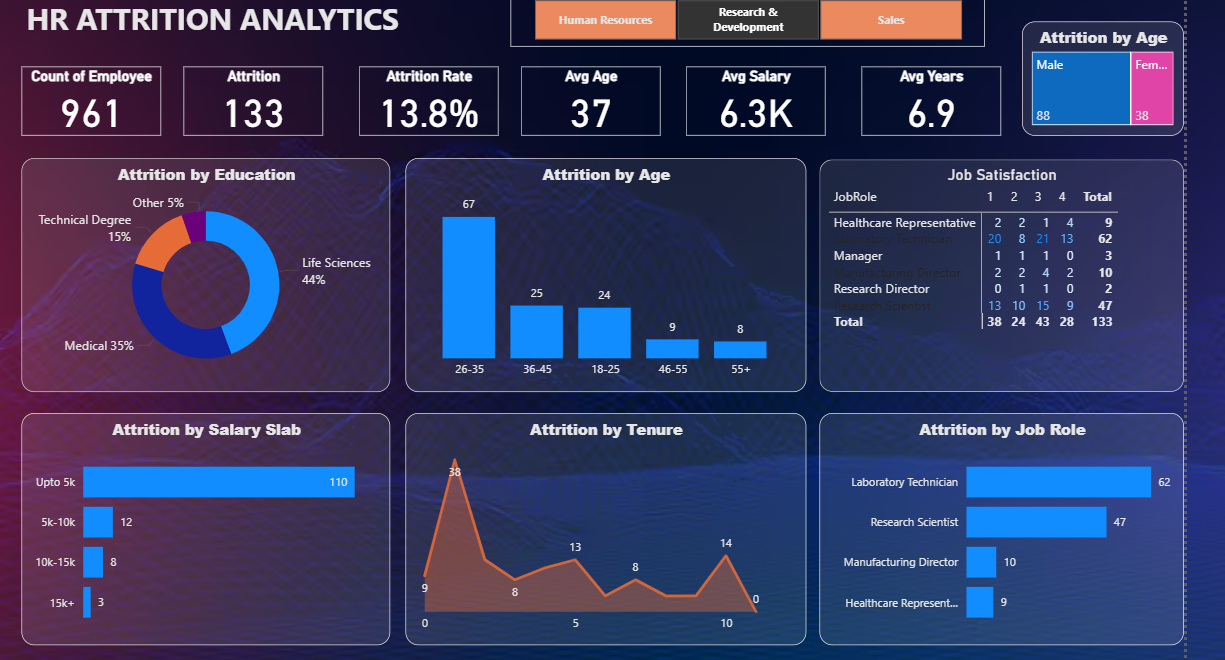 HR ATTRITION ANALYTICS
Human Resources
Research &
Development
Sales
Attrition by Age
Male
Fem...
88
38
Count of Employee
961
Attrition
133
Attrition Rate
13.8%
Avg Age
37
Avg Salary
6.3K
Avg Years
6.9
Attrition by Education
Other 5%
Technical Degree
15%
Life Sciences
44%
Medical 35%
Attrition by Age
67
25
24
9
8
26-35
36-45
18-25
46-55
55+
Job Satisfaction
JobRole 1 2 3 4 Total
Healthcare Representative 2 2 1 4 9
Laboratory Technician 20 8 21 13 62
Manager 1 1 1 0 3
Manufacturing Director 2 2 4 2 10
Research Director 0 1 1 0 2
Research Scientist 13 10 15 9 47
Total 38 24 43 28 133
Attrition by Salary Slab
Upto 5k 110
5k-10k 12
10k-15k 8
15k+ 3
Attrition by Tenure
38
13
14
9
8
8
0
0
5
10
Attrition by Job Role
Laboratory Technician 62
Research Scientist 47
Manufacturing Director 10
Healthcare Represent... 9